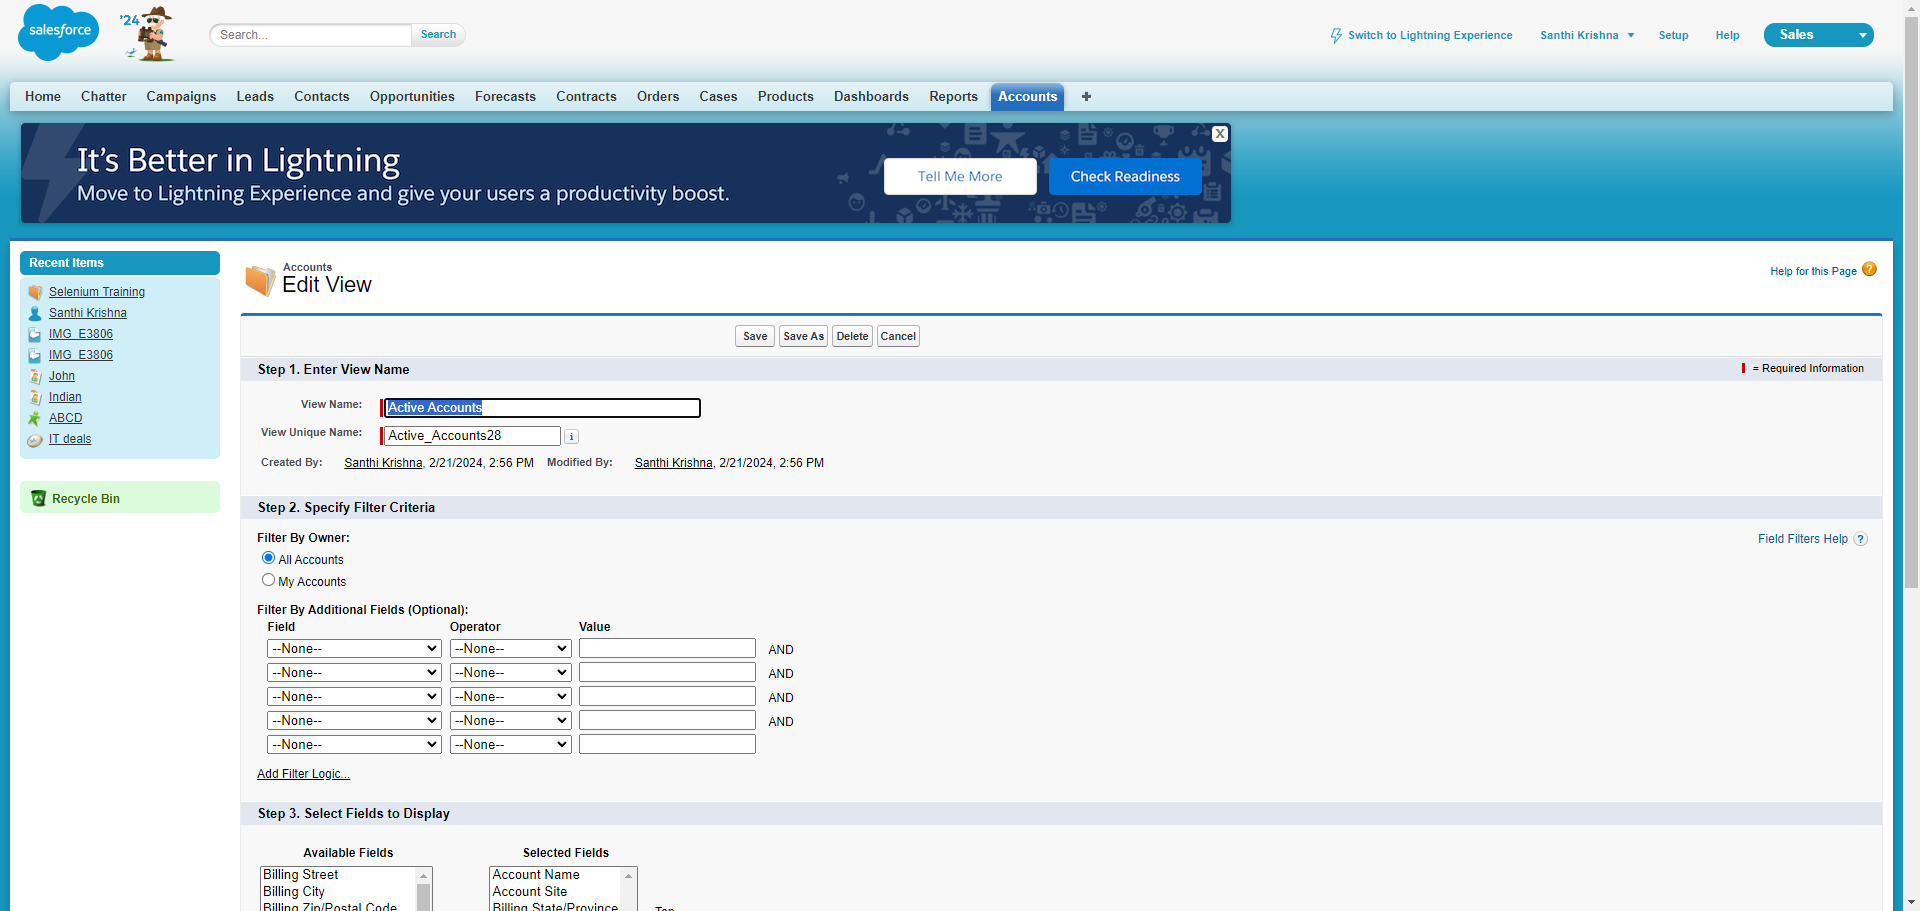 salesforce
'24
Search...
Search
Switch to Lightning Experience
Santhi Krishna
Setup
Help
Sales
Home
Chatter
Campaigns
Leads
Contacts
Opportunities
Forecasts
Contracts
Orders
Cases
Products
Dashboards
Reports
Accounts
+
It's Better in Lightning
Move to Lightning Experience and give your users a productivity boost.
Tell Me More
Check Readiness
X
Recent Items
Selenium Training
Santhi Krishna
IMG_E3806
IMG_E3806
John
Indian
ABCD
IT deals
Recycle Bin
Accounts
Edit View
Help for this Page ?
Save
Save As
Delete
Cancel
Step 1. Enter View Name
= Required Information
View Name: Active Accounts
View Unique Name: Active_Accounts28 i
Created By: Santhi Krishna, 2/21/2024, 2:56 PM Modified By: Santhi Krishna, 2/21/2024, 2:56 PM
Step 2. Specify Filter Criteria
Filter By Owner:
Field Filters Help ?
All Accounts
My Accounts
Filter By Additional Fields (Optional):
Field Operator Value
--None-- --None-- AND
--None-- --None-- AND
--None-- --None-- AND
--None-- --None-- AND
--None-- --None--
Add Filter Logic...
Step 3. Select Fields to Display
Available Fields Selected Fields
Billing Street Account Name
Billing City Account Site
Billing Zip/Postal Code Billing State/Province
Top